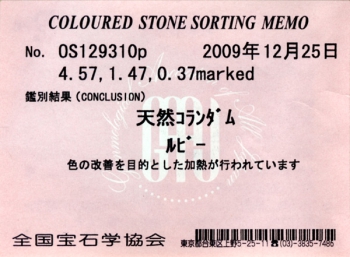 COLOURED STONE SORTING MEMO
No. OS129310p 2009年12月25日
4.57,1.47,0.37marked
鑑別結果(CONCLUSION)
天然コランダム
ルビー
色の改善を目的とした加熱が行われています
全国宝石学協会
東京都台東区上野5-25-11 ☎(03)-3835-7486